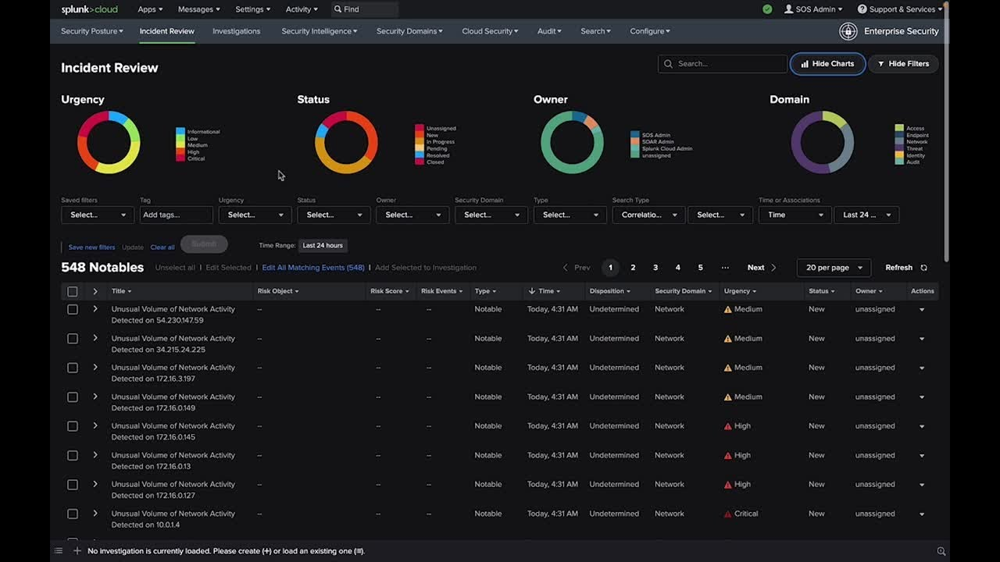 splunk>cloud Apps Messages Settings Activity Find SOS Admin Support & Services
Security Posture Incident Review Investigations Security Intelligence Security Domains Cloud Security Audit Search Configure Enterprise Security
Incident Review Search... Hide Charts Hide Filters
Urgency Status Owner Domain
Informational
Low
Medium
High
Critical
Unassigned
New
In Progress
Pending
Resolved
Closed
SOS Admin
SOAR Admin
Splunk Cloud Admin
unassigned
Access
Endpoint
Network
Threat
Identity
Audit
Saved filters Tag Urgency Status Owner Security Domain Type Search Type Time or Associations
Select... Add tags... Select... Select... Select... Select... Select... Correlatio... Select... Time Last 24 ...
Save new filters Update Clear all Submit Time Range: Last 24 hours
548 Notables Unselect all | Edit Selected | Edit All Matching Events (548) | Add Selected to Investigation Prev 1 2 3 4 5 ... Next 20 per page Refresh
Title Risk Object Risk Score Risk Events Type Time Disposition Security Domain Urgency Status Owner Actions
Unusual Volume of Network Activity -- -- -- Notable Today, 4:31 AM Undetermined Network Medium New unassigned
Detected on 54.230.147.59
Unusual Volume of Network Activity -- -- -- Notable Today, 4:31 AM Undetermined Network Medium New unassigned
Detected on 34.215.24.225
Unusual Volume of Network Activity -- -- -- Notable Today, 4:31 AM Undetermined Network Medium New unassigned
Detected on 172.16.3.197
Unusual Volume of Network Activity -- -- -- Notable Today, 4:31 AM Undetermined Network Medium New unassigned
Detected on 172.16.0.149
Unusual Volume of Network Activity -- -- -- Notable Today, 4:31 AM Undetermined Network High New unassigned
Detected on 172.16.0.145
Unusual Volume of Network Activity -- -- -- Notable Today, 4:31 AM Undetermined Network High New unassigned
Detected on 172.16.0.13
Unusual Volume of Network Activity -- -- -- Notable Today, 4:31 AM Undetermined Network High New unassigned
Detected on 172.16.0.127
Unusual Volume of Network Activity -- -- -- Notable Today, 4:31 AM Undetermined Network Critical New unassigned
Detected on 10.0.1.4
No investigation is currently loaded. Please create (+) or load an existing one (≡).